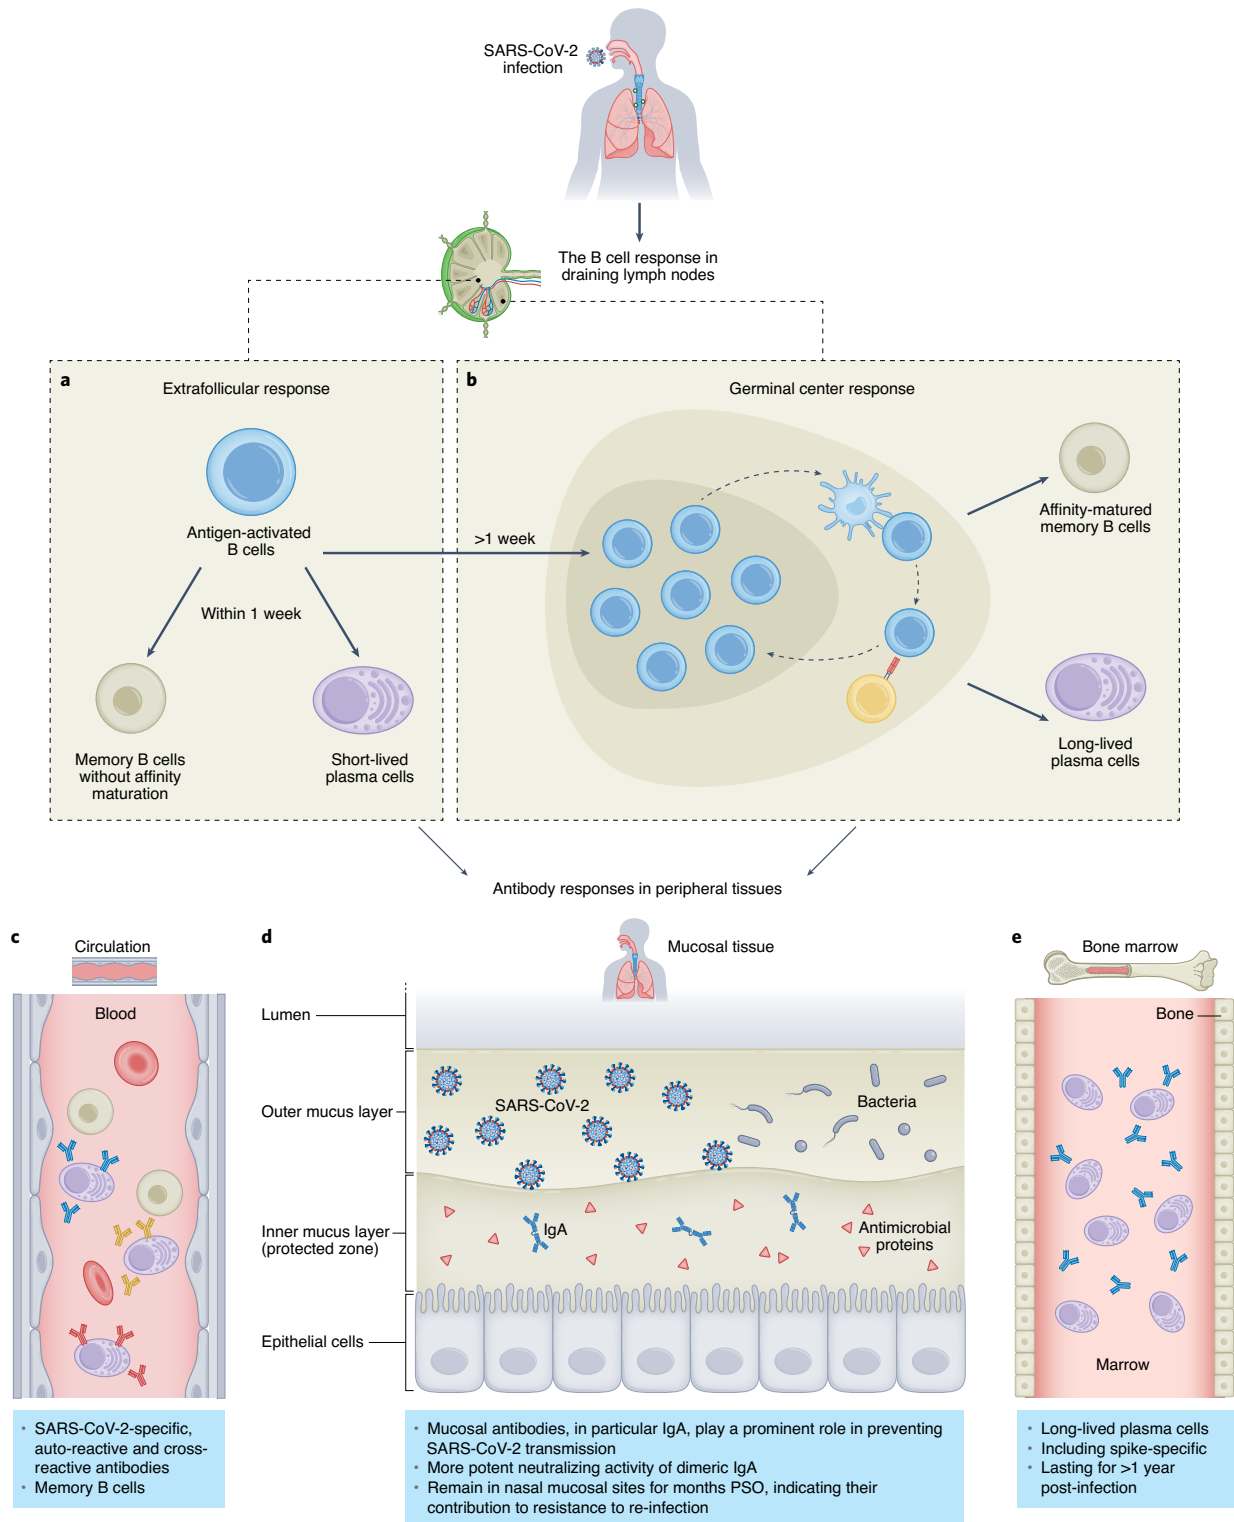 SARS-CoV-2
infection
The B cell response in
draining lymph nodes
a
Extrafollicular response
Antigen-activated
B cells
Within 1 week
Memory B cells
without affinity
maturation
Short-lived
plasma cells
>1 week
b
Germinal center response
Affinity-matured
memory B cells
Long-lived
plasma cells
Antibody responses in peripheral tissues
c
Circulation
Blood
• SARS-CoV-2-specific,
auto-reactive and cross-
reactive antibodies
• Memory B cells
d
Mucosal tissue
Lumen
Outer mucus layer
SARS-CoV-2
Bacteria
Inner mucus layer
(protected zone)
IgA
Antimicrobial
proteins
Epithelial cells
• Mucosal antibodies, in particular IgA, play a prominent role in preventing
SARS-CoV-2 transmission
• More potent neutralizing activity of dimeric IgA
• Remain in nasal mucosal sites for months PSO, indicating their
contribution to resistance to re-infection
e
Bone marrow
Bone
Marrow
• Long-lived plasma cells
• Including spike-specific
• Lasting for >1 year
post-infection